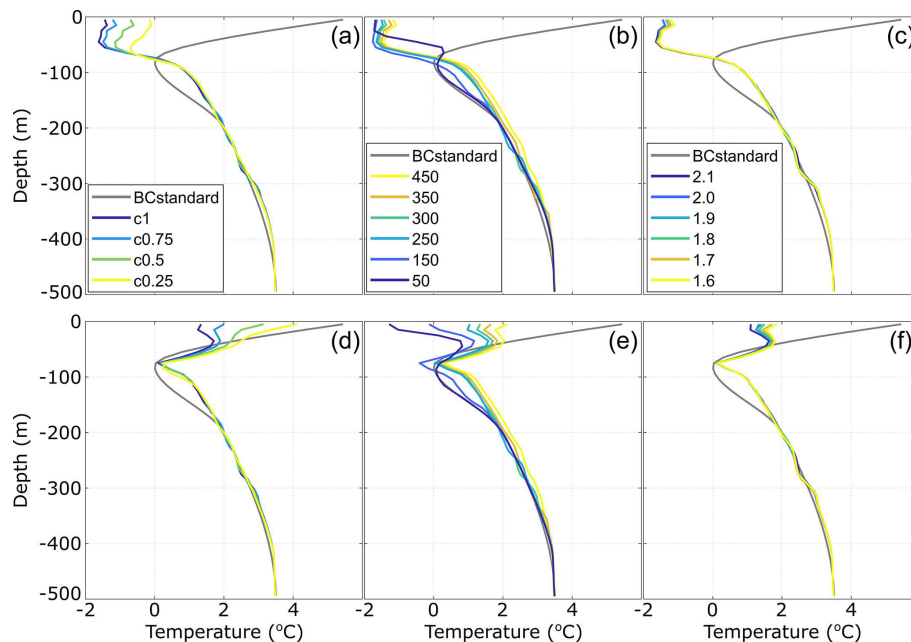 0
-100
-200
-300
-400
-500
Depth (m)
(a)
BCstandard
c1
c0.75
c0.5
c0.25
(b)
BCstandard
450
350
300
250
150
50
(c)
BCstandard
2.1
2.0
1.9
1.8
1.7
1.6
0
-100
-200
-300
-400
-500
Depth (m)
(d)
(e)
(f)
-2 0 2 4 -2 0 2 4 -2 0 2 4
Temperature (°C) Temperature (°C) Temperature (°C)